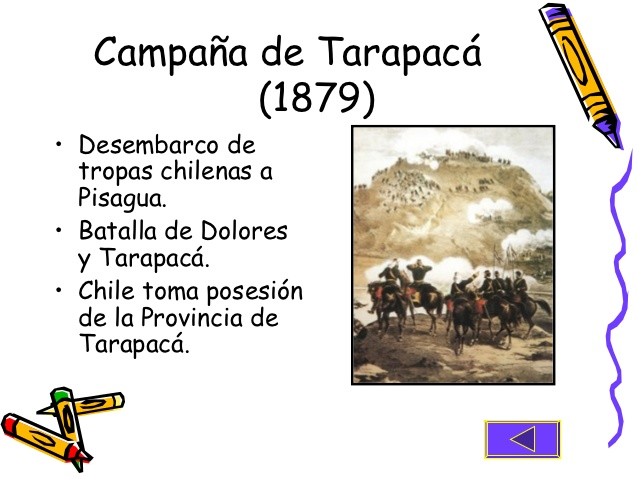 Campaña de Tarapacá
(1879)
• Desembarco de
tropas chilenas a
Pisagua.
• Batalla de Dolores
y Tarapacá.
• Chile toma posesión
de la Provincia de
Tarapacá.